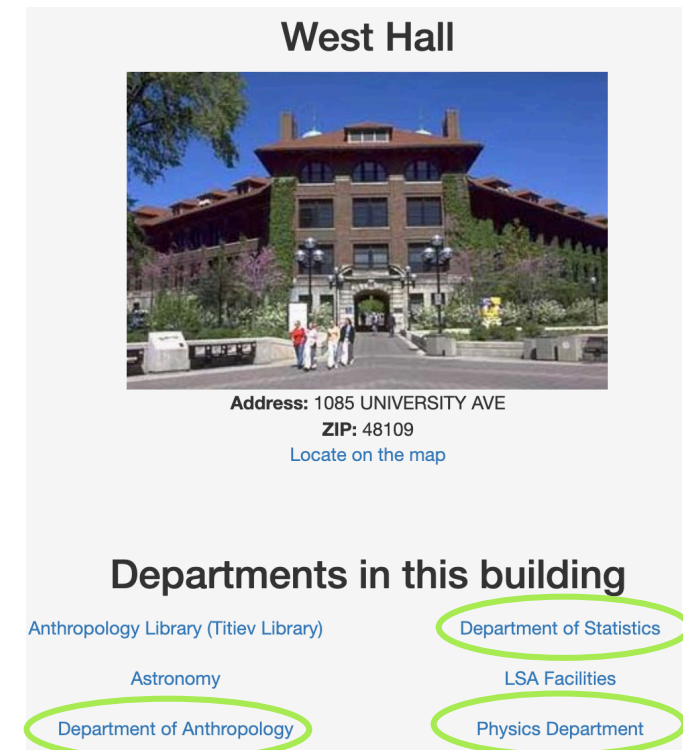 West Hall
Address: 1085 UNIVERSITY AVE
ZIP: 48109
Locate on the map
Departments in this building
Anthropology Library (Titiev Library)
Department of Statistics
Astronomy
LSA Facilities
Department of Anthropology
Physics Department